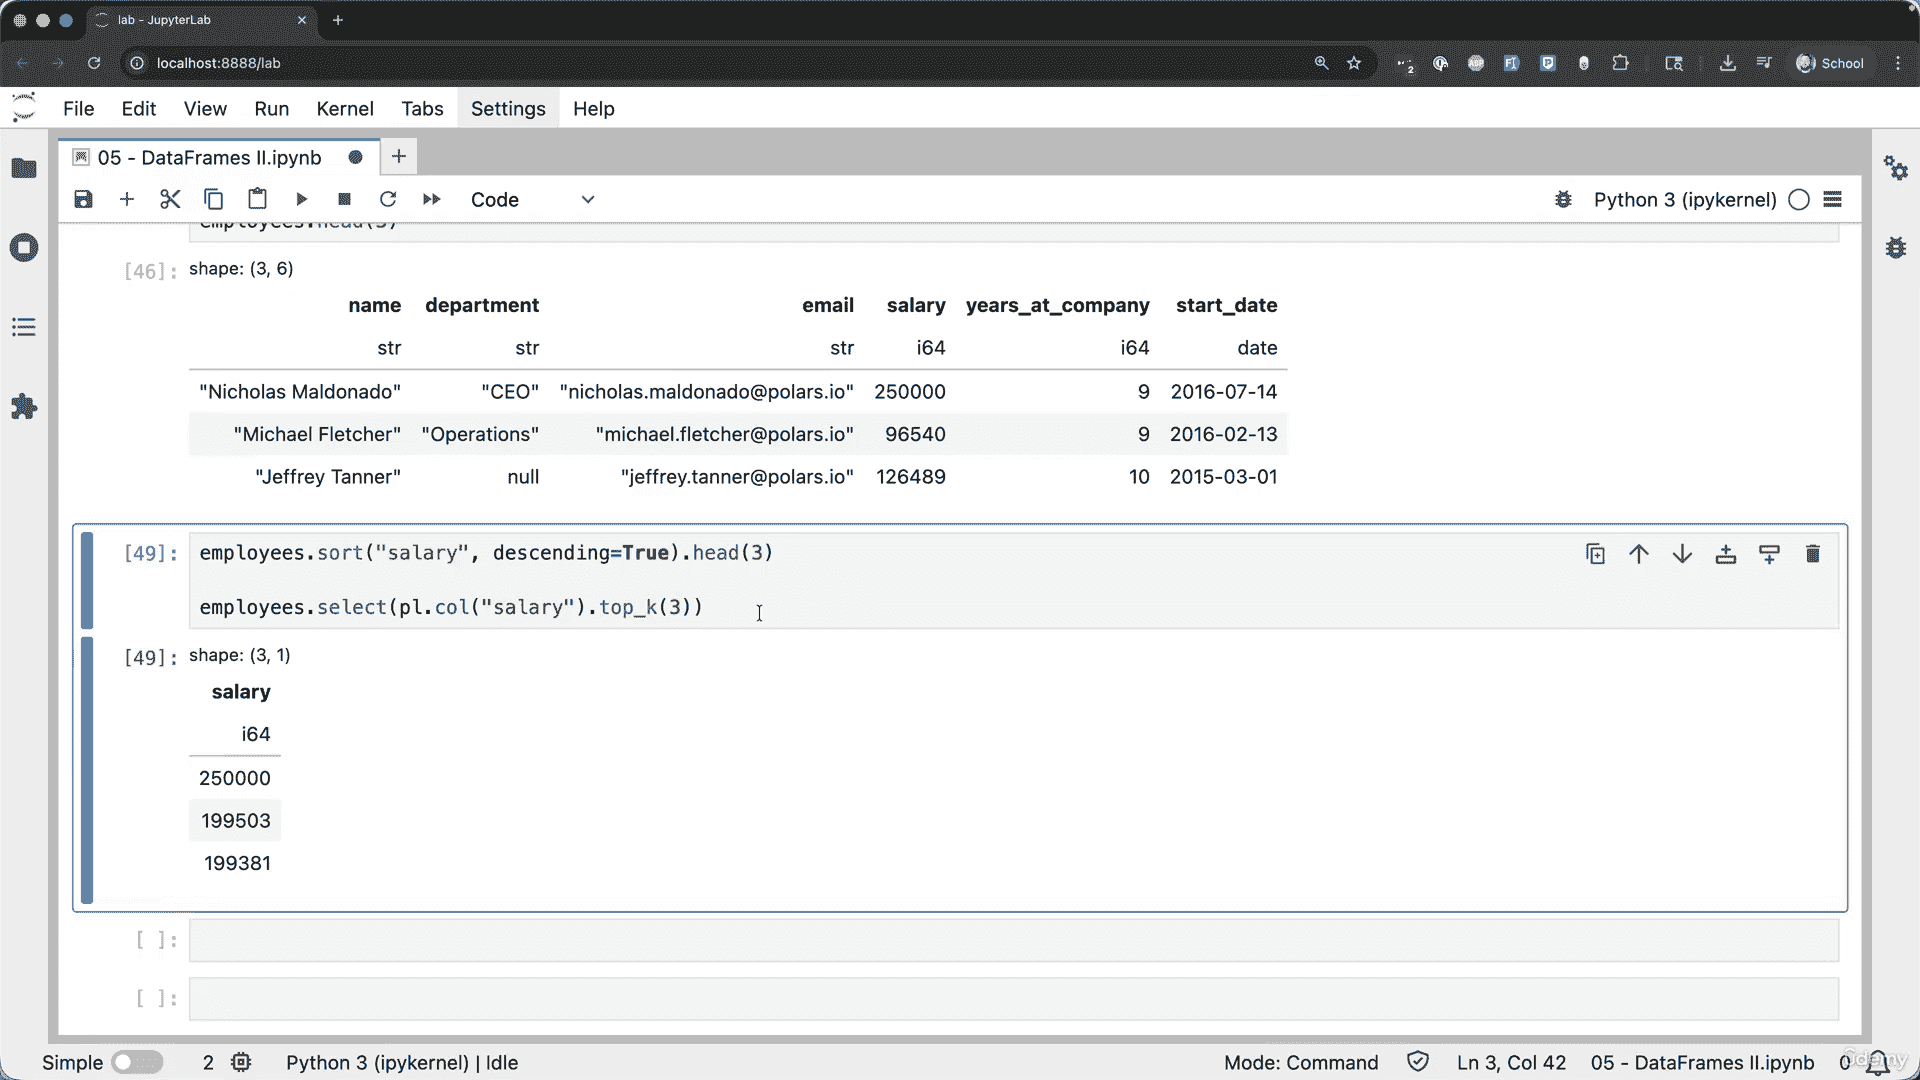 lab - JupyterLab
localhost:8888/lab
2
School
File Edit View Run Kernel Tabs Settings Help
05 - DataFrames II.ipynb
Code
Python 3 (ipykernel)
employees.head(3)
[46]: shape: (3, 6)
name department email salary years_at_company start_date
str str str i64 i64 date
"Nicholas Maldonado" "CEO" "nicholas.maldonado@polars.io" 250000 9 2016-07-14
"Michael Fletcher" "Operations" "michael.fletcher@polars.io" 96540 9 2016-02-13
"Jeffrey Tanner" null "jeffrey.tanner@polars.io" 126489 10 2015-03-01
[49]: employees.sort("salary", descending=True).head(3)
employees.select(pl.col("salary").top_k(3))
[49]: shape: (3, 1)
salary
i64
250000
199503
199381
[ ]:
[ ]:
Simple 2 Python 3 (ipykernel) | Idle Mode: Command Ln 3, Col 42 05 - DataFrames II.ipynb 0
Udemy